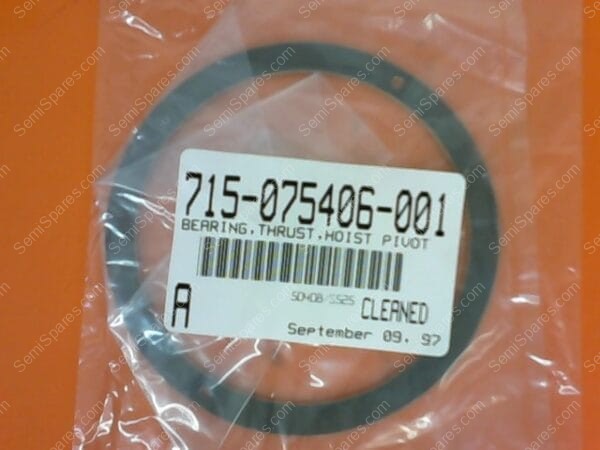 715-075406-001
BEARING,THRUST,HOIST PIVOT
A
CLEANED
September 09, 97
SemiSpares.com